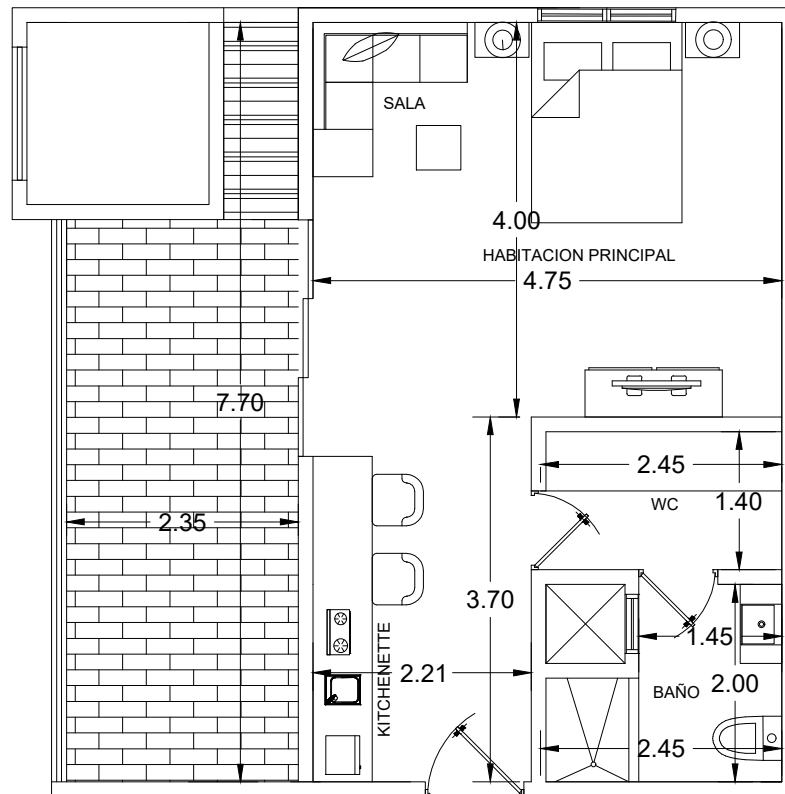 SALA
4.00
HABITACION PRINCIPAL
4.75
7.70
2.45
WC
1.40
2.35
3.70
KITCHENETTE
2.21
1.45
BAÑO
2.00
2.45